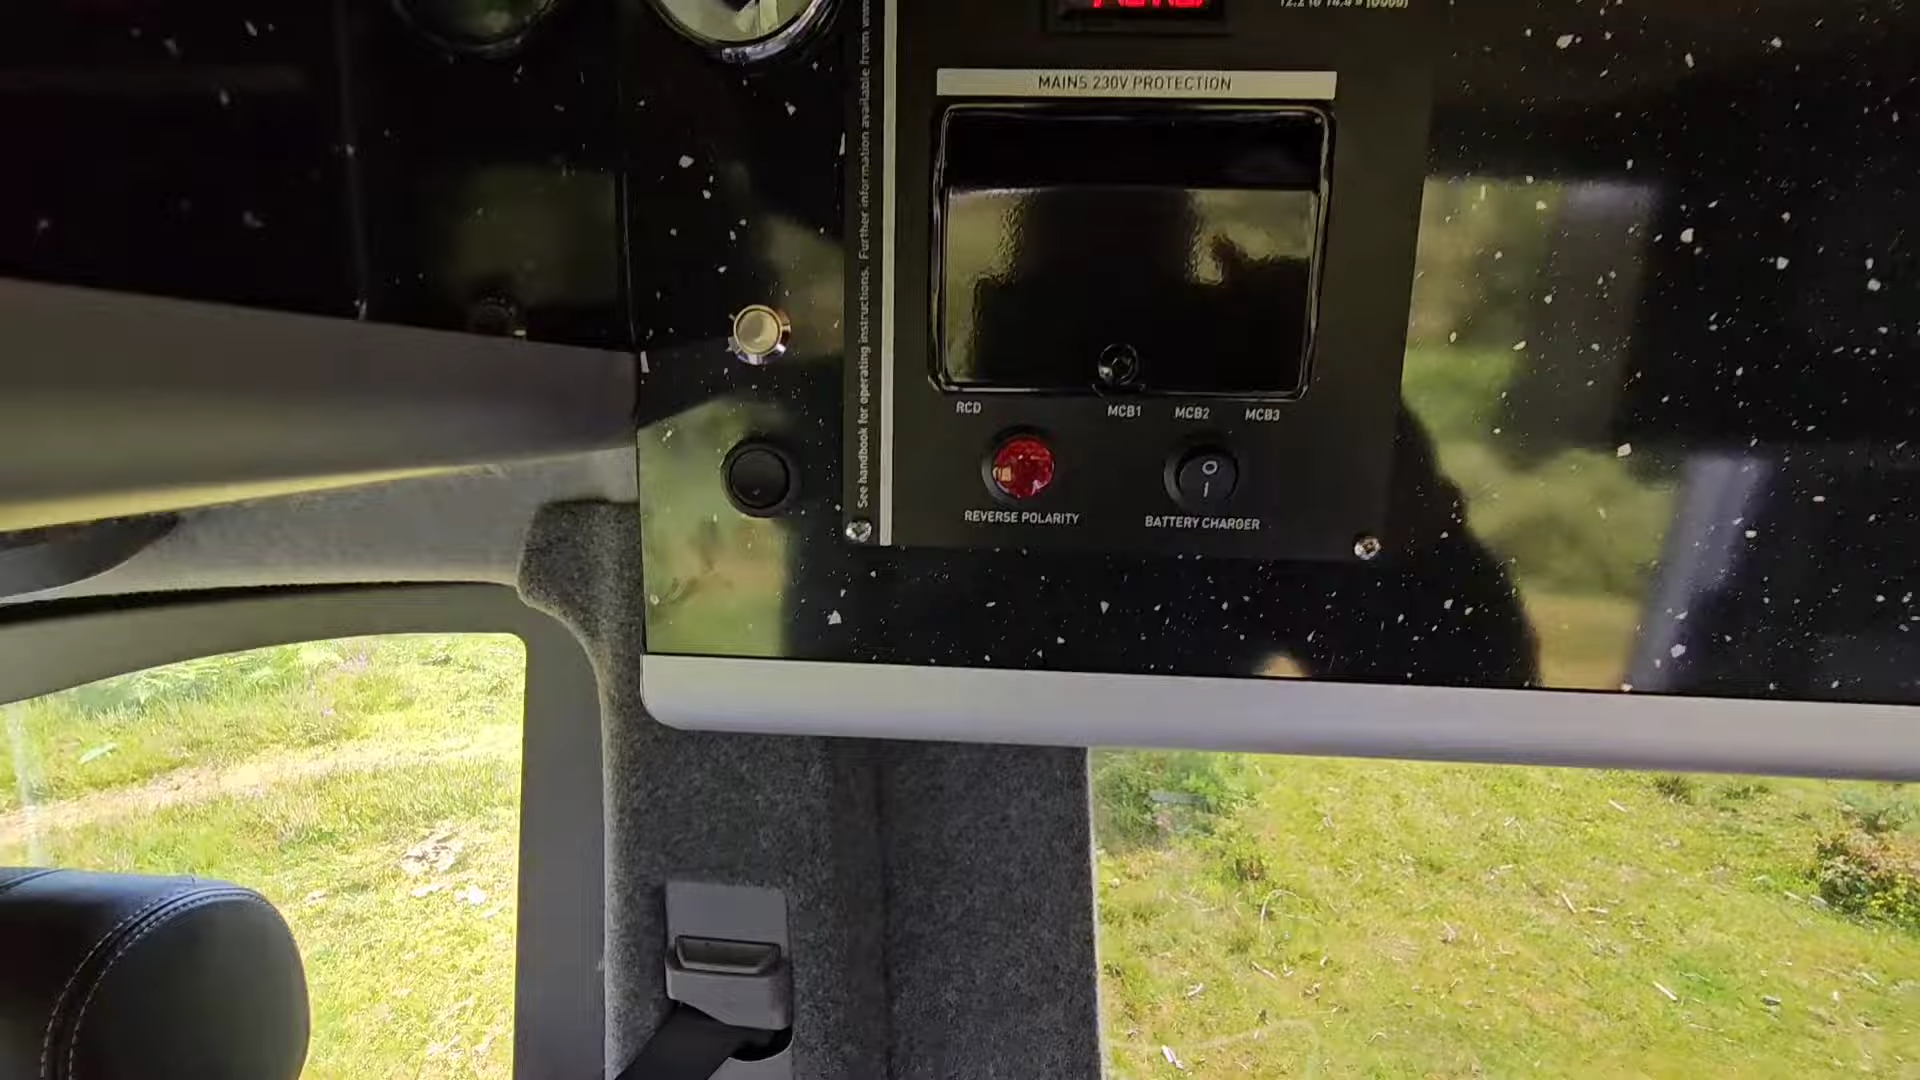 MAINS 230V PROTECTION
See handbook for operating instructions. Further information available from
RCD
MCB1
MCB2
MCB3
O
I
REVERSE POLARITY
BATTERY CHARGER